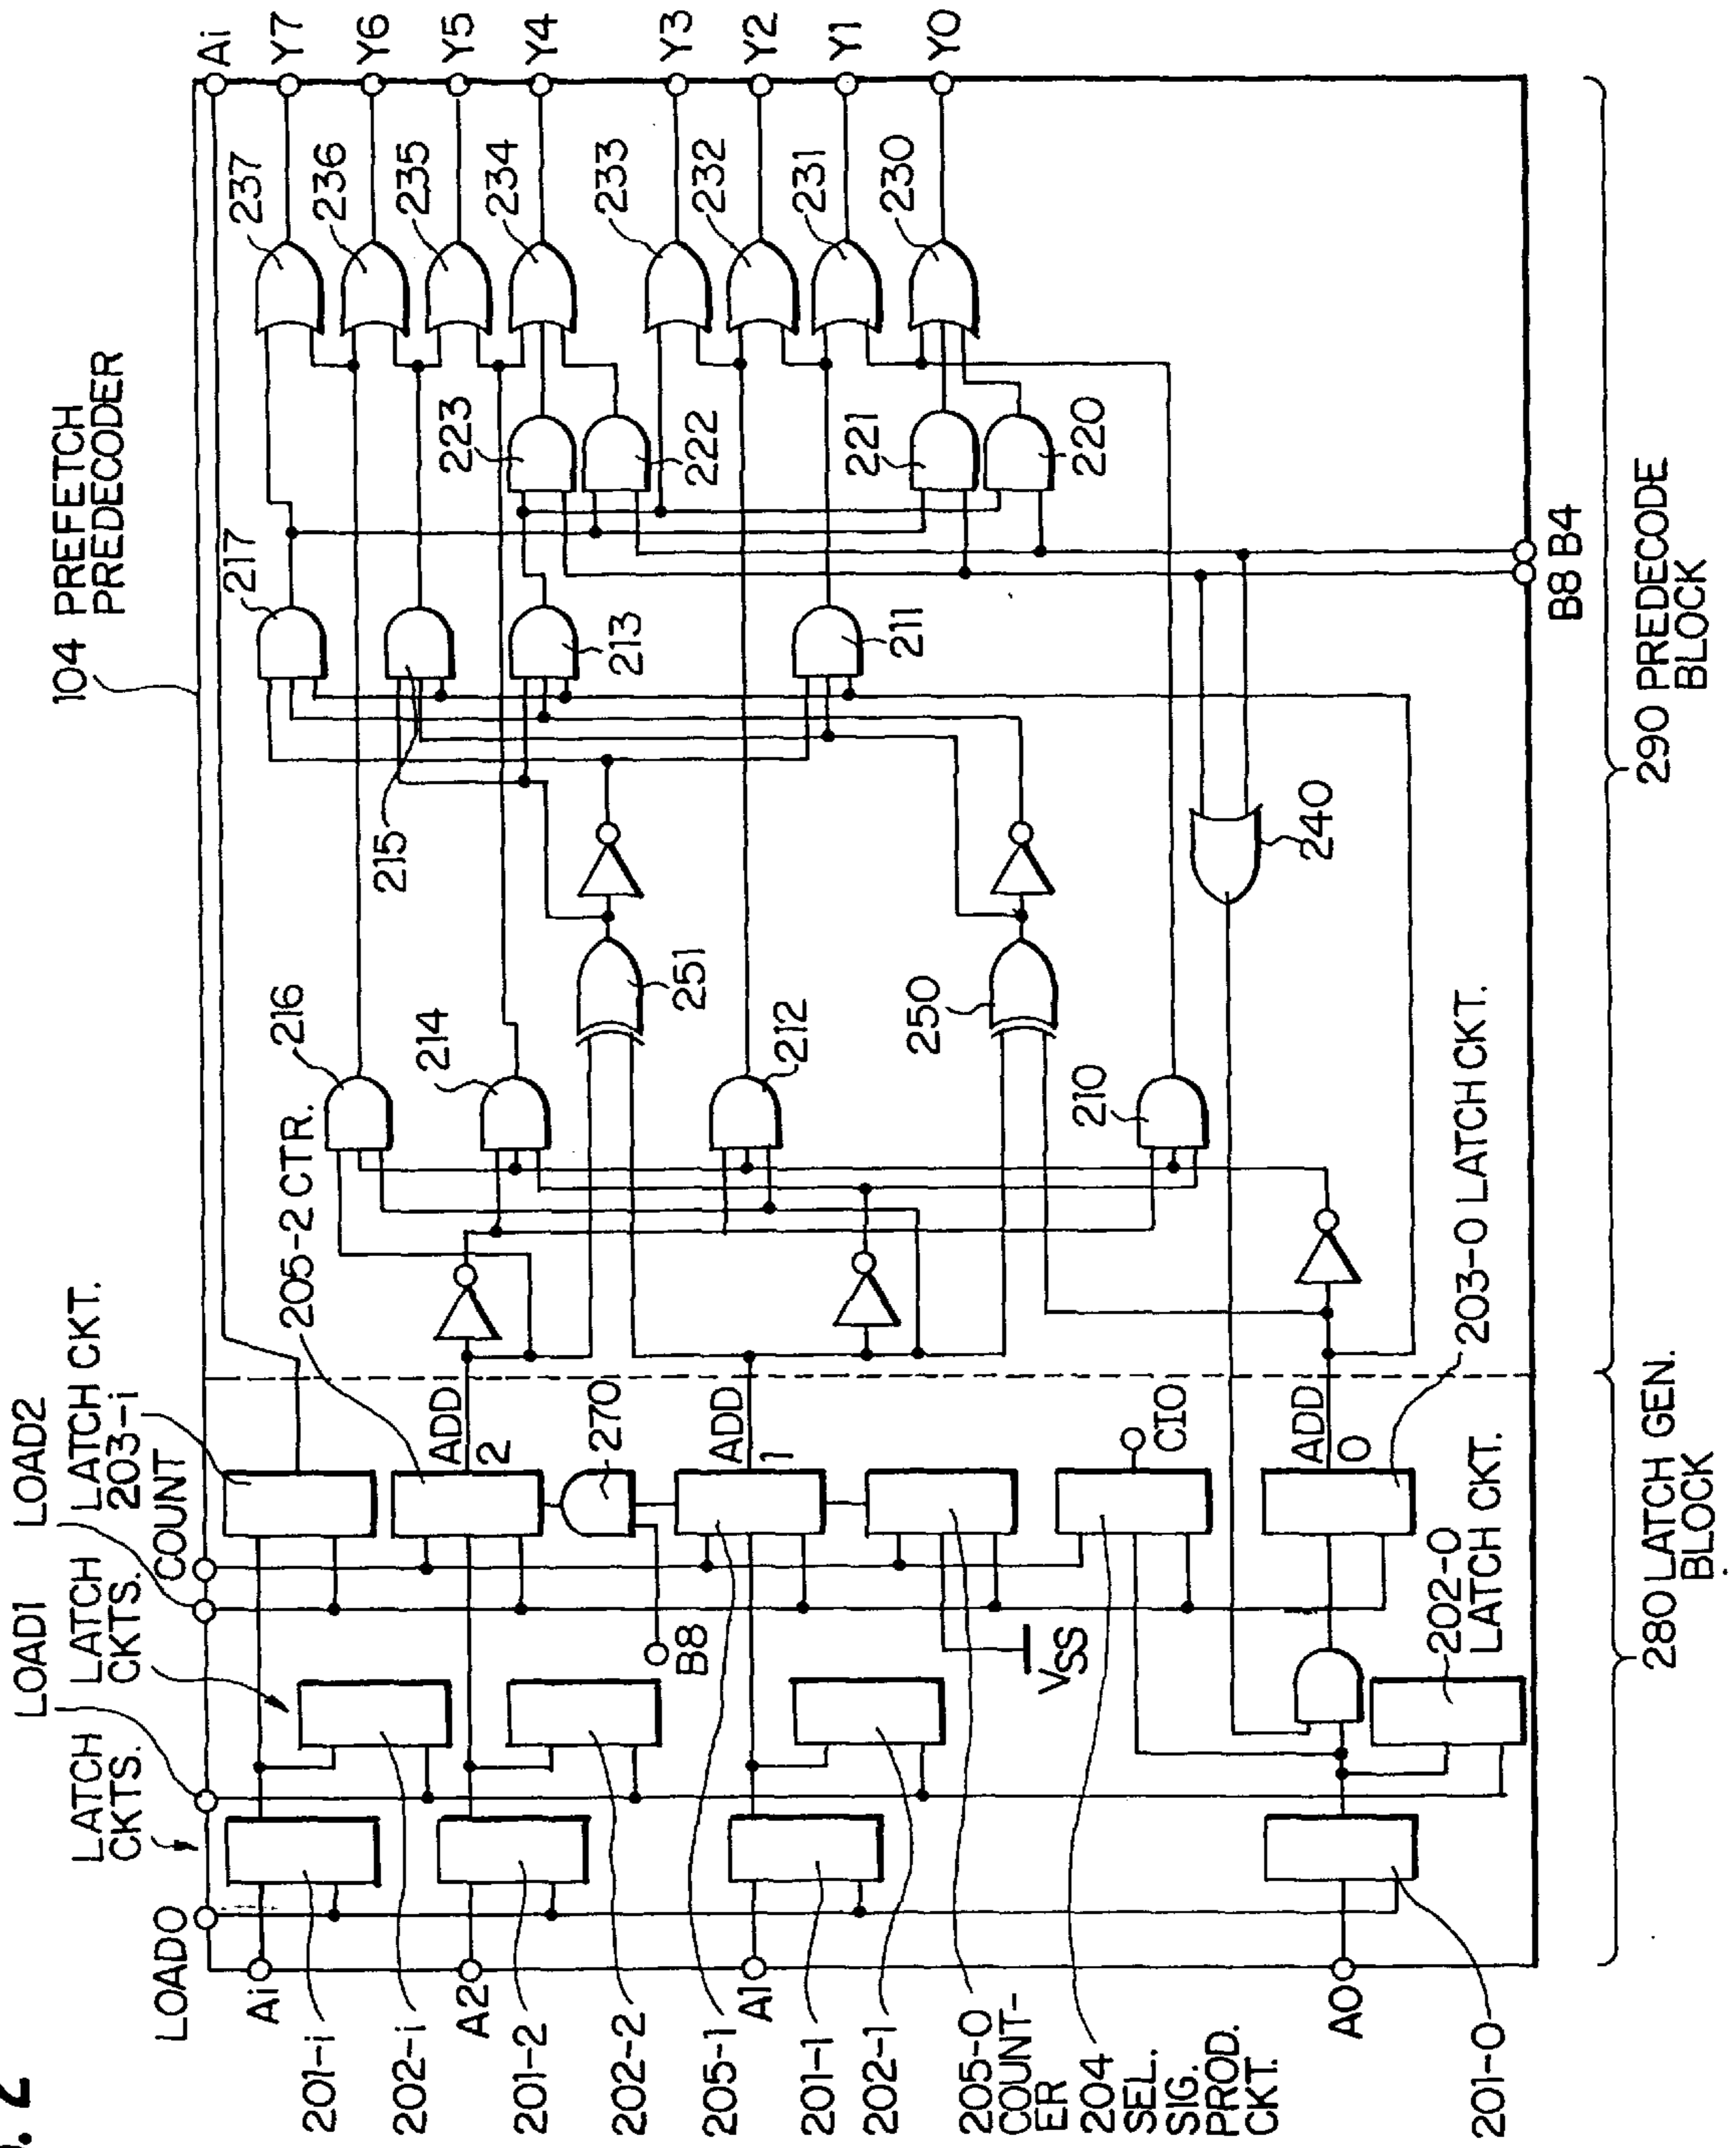 . 2
104 PREFETCH
PREDECODER
LOAD0
LATCH
CKTS.
LOAD1
LATCH
CKTS.
LOAD2
COUNT
LATCH CKT.
203-i
205-2 CTR.
Ai
Y7
Y6
Y5
Y4
Y3
Y2
Y1
Y0
237
236
235
234
233
232
231
230
223
222
221
220
217
215
213
211
216
214
212
210
251
250
240
B8 B4
Ai
A2
A1
A0
ADD
2
270
ADD
1
B8
VSS
CIO
ADD
0
203-0 LATCH CKT.
202-0
LATCH CKT.
201-i
202-i
201-2
202-2
205-1
201-1
202-1
205-0
COUNT-
ER
204
SEL.
SIG.
PROD.
CKT.
201-0
280 LATCH GEN.
BLOCK
290 PREDECODE
BLOCK